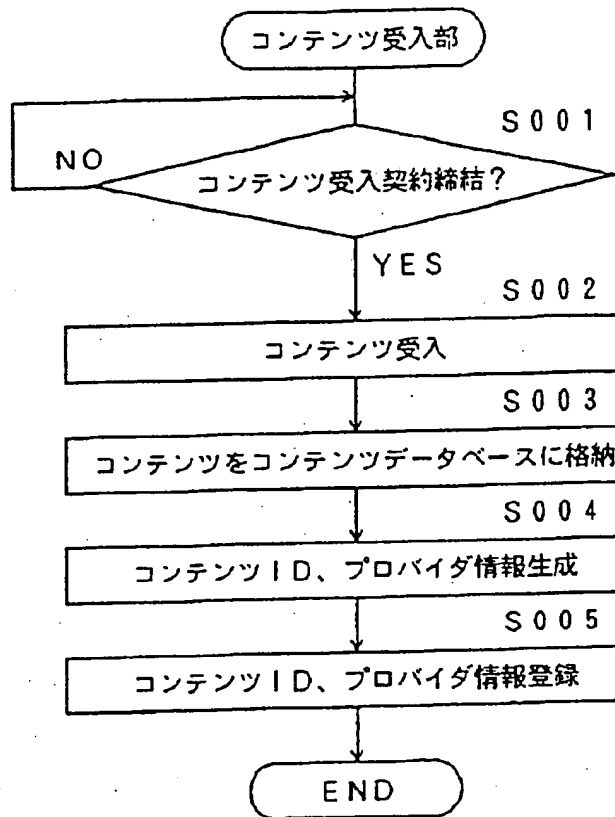 コンテンツ受入部
S001
NO
コンテンツ受入契約締結？
YES
S002
コンテンツ受入
S003
コンテンツをコンテンツデータベースに格納
S004
コンテンツID、プロバイダ情報生成
S005
コンテンツID、プロバイダ情報登録
END